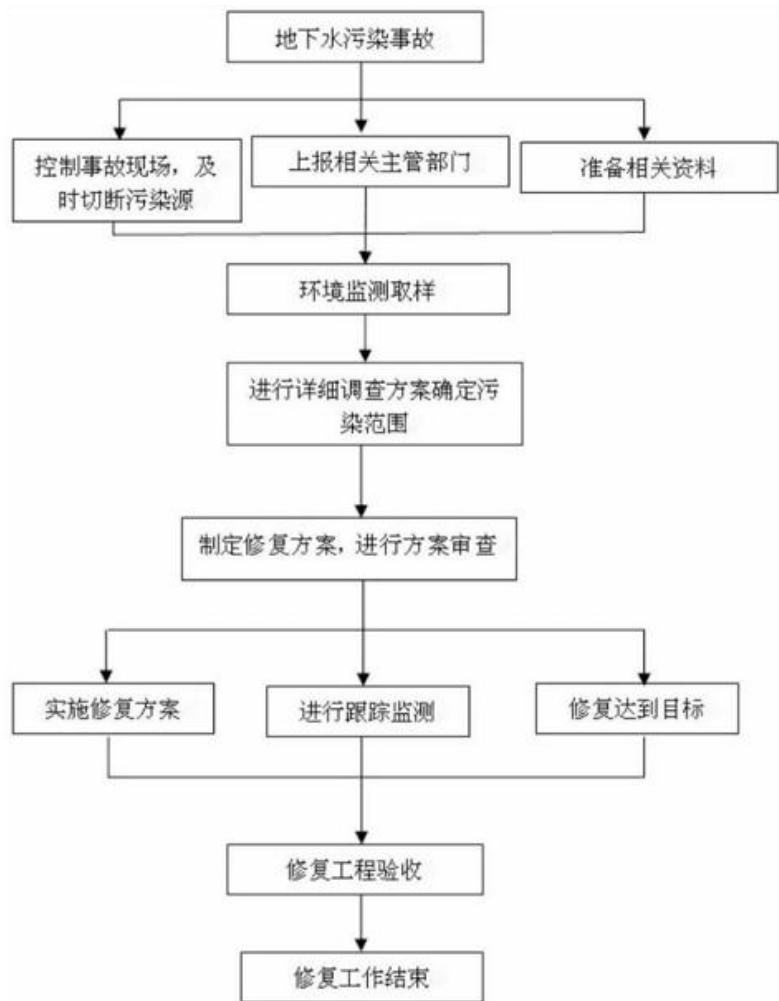 地下水污染事故
控制事故现场，及
时切断污染源
上报相关主管部门
准备相关资料
环境监测取样
进行详细调查方案确定污
染范围
制定修复方案，进行方案审查
实施修复方案
进行跟踪监测
修复达到目标
修复工程验收
修复工作结束